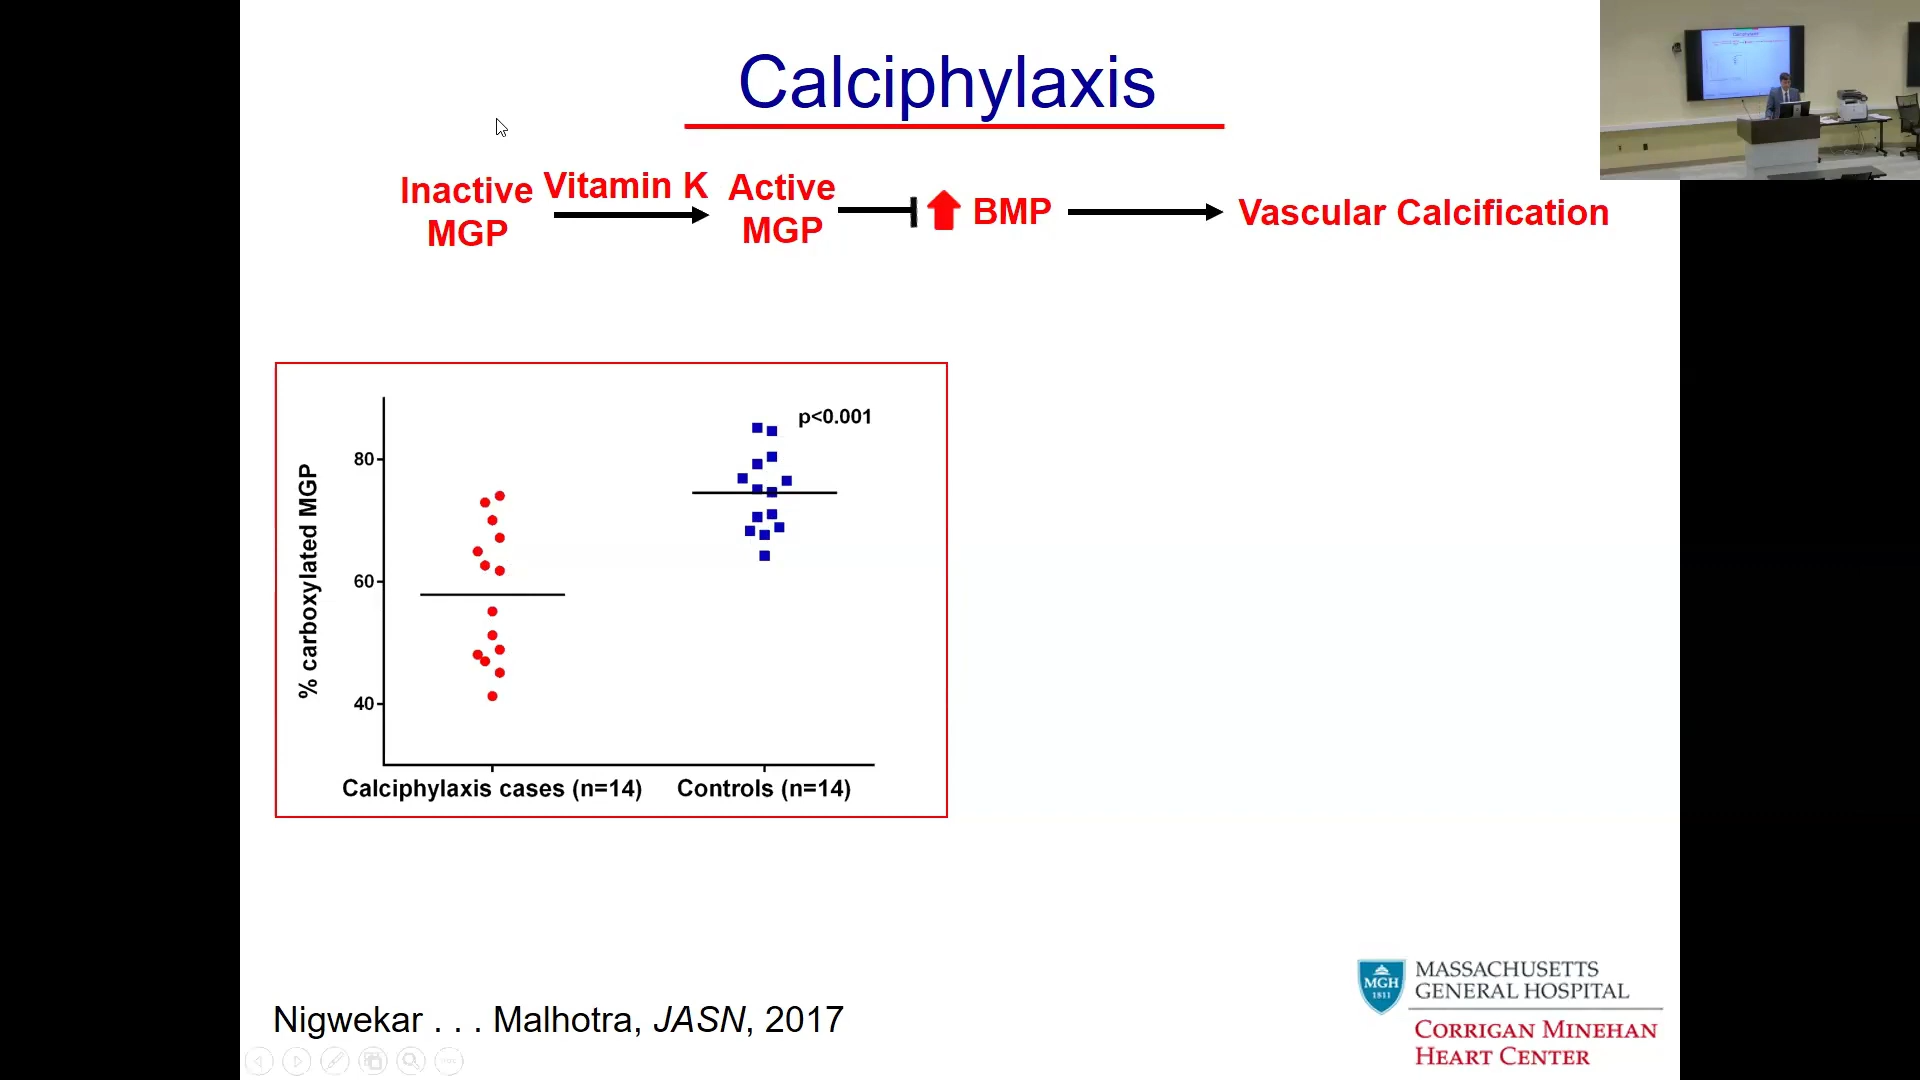 Calciphylaxis
Inactive MGP
Vitamin K
Active MGP
BMP
Vascular Calcification
p<0.001
% carboxylated MGP
80
60
40
Calciphylaxis cases (n=14)
Controls (n=14)
Nigwekar . . . Malhotra, JASN, 2017
MGH
1811
MASSACHUSETTS
GENERAL HOSPITAL
CORRIGAN MINEHAN
HEART CENTER